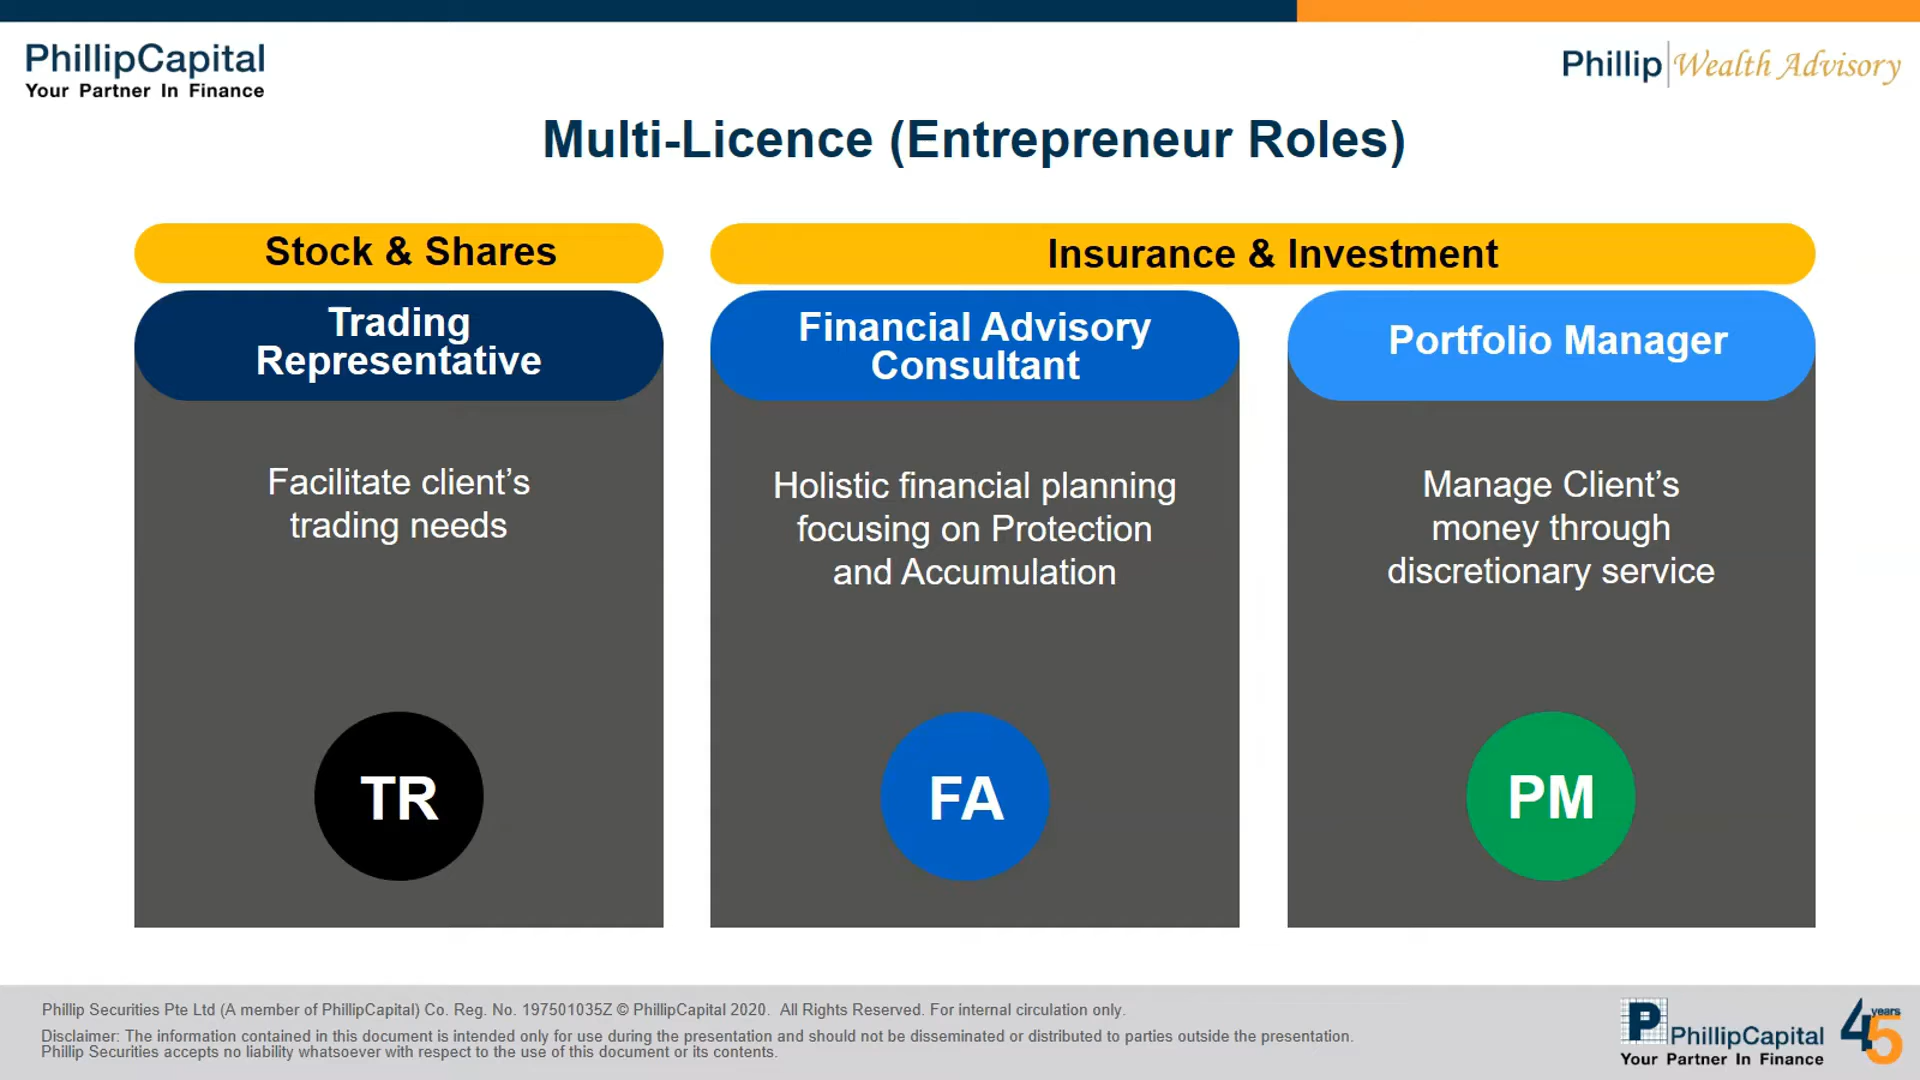 PhillipCapital
Your Partner In Finance
Phillip Wealth Advisory
Multi-Licence (Entrepreneur Roles)
Stock & Shares
Insurance & Investment
Trading
Representative
Financial Advisory
Consultant
Portfolio Manager
Facilitate client’s
trading needs
Holistic financial planning
focusing on Protection
and Accumulation
Manage Client’s
money through
discretionary service
TR
FA
PM
Phillip Securities Pte Ltd (A member of PhillipCapital) Co. Reg. No. 197501035Z © PhillipCapital 2020. All Rights Reserved. For internal circulation only.
Disclaimer: The information contained in this document is intended only for use during the presentation and should not be disseminated or distributed to parties outside the presentation.
Phillip Securities accepts no liability whatsoever with respect to the use of this document or its contents.
P
PhillipCapital
Your Partner In Finance
45 years